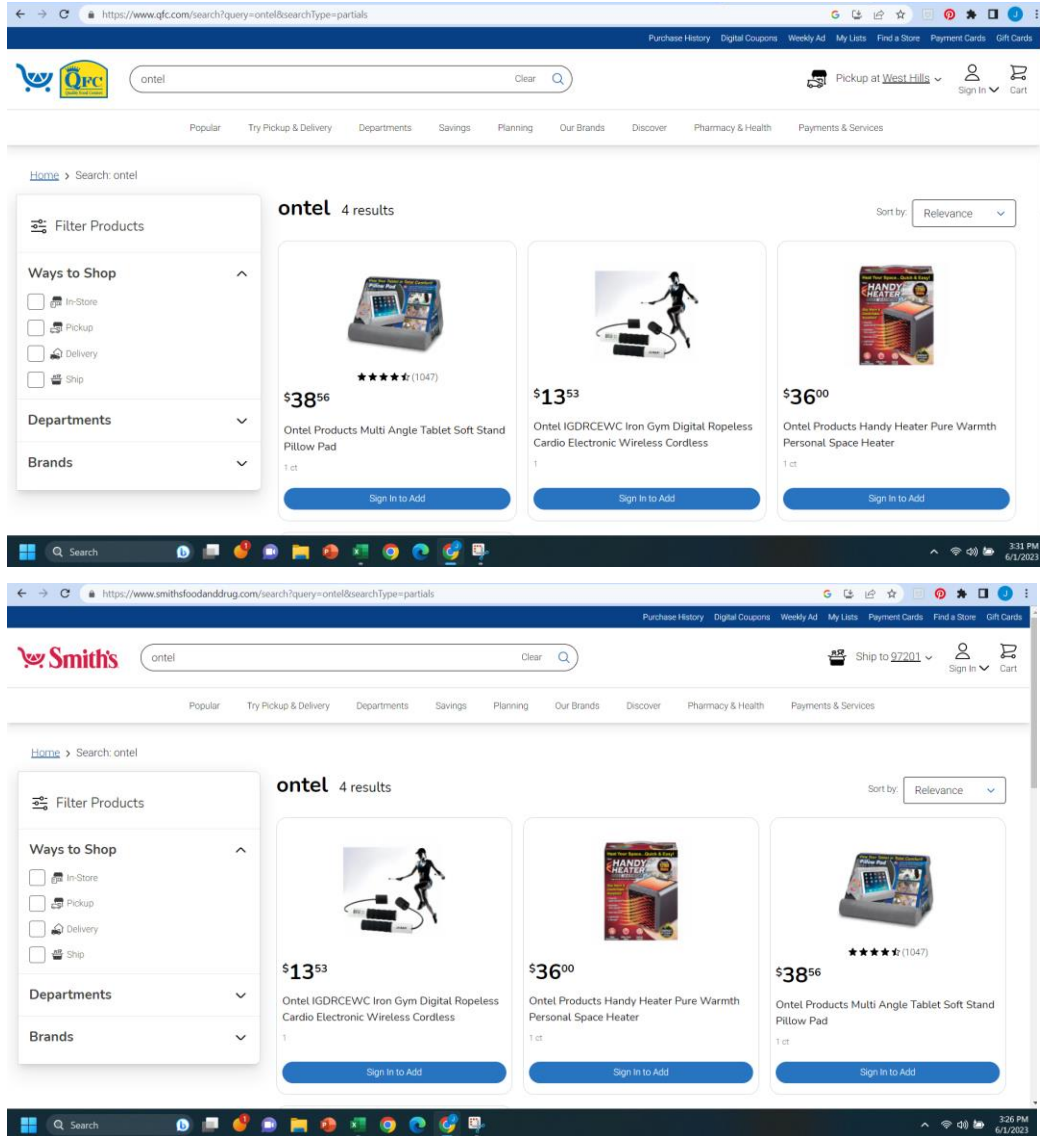 https://www.qfc.com/search?query=ontel&searchType=partials
Purchase History Digital Coupons Weekly Ad My Lists Find a Store Payment Cards Gift Cards
QFC
ontel Clear Pickup at West Hills Sign In Cart
Popular Try Pickup & Delivery Departments Savings Planning Our Brands Discover Pharmacy & Health Payments & Services
Home > Search: ontel
Filter Products
Ways to Shop
In-Store
Pickup
Delivery
Ship
Departments
Brands
ontel 4 results
Sort by: Relevance
Pillow Pad
(1047)
$38 56
Ontel Products Multi Angle Tablet Soft Stand
Pillow Pad
1 ct
Sign In to Add
$13 53
Ontel IGDRCEWC Iron Gym Digital Ropeless
Cardio Electronic Wireless Cordless
1
Sign In to Add
HANDY
HEATER
$36 00
Ontel Products Handy Heater Pure Warmth
Personal Space Heater
1 ct
Sign In to Add
Search
3:31 PM
6/1/2023
https://www.smithsfoodanddrug.com/search?query=ontel&searchType=partials
Purchase History Digital Coupons Weekly Ad My Lists Payment Cards Find a Store Gift Cards
Smith's
ontel Clear Ship to 97201 Sign In Cart
Popular Try Pickup & Delivery Departments Savings Planning Our Brands Discover Pharmacy & Health Payments & Services
Home > Search: ontel
Filter Products
Ways to Shop
In-Store
Pickup
Delivery
Ship
Departments
Brands
ontel 4 results
Sort by: Relevance
$13 53
Ontel IGDRCEWC Iron Gym Digital Ropeless
Cardio Electronic Wireless Cordless
1
Sign In to Add
HANDY
HEATER
$36 00
Ontel Products Handy Heater Pure Warmth
Personal Space Heater
1 ct
Sign In to Add
Pillow Pad
(1047)
$38 56
Ontel Products Multi Angle Tablet Soft Stand
Pillow Pad
1 ct
Sign In to Add
Search
3:26 PM
6/1/2023